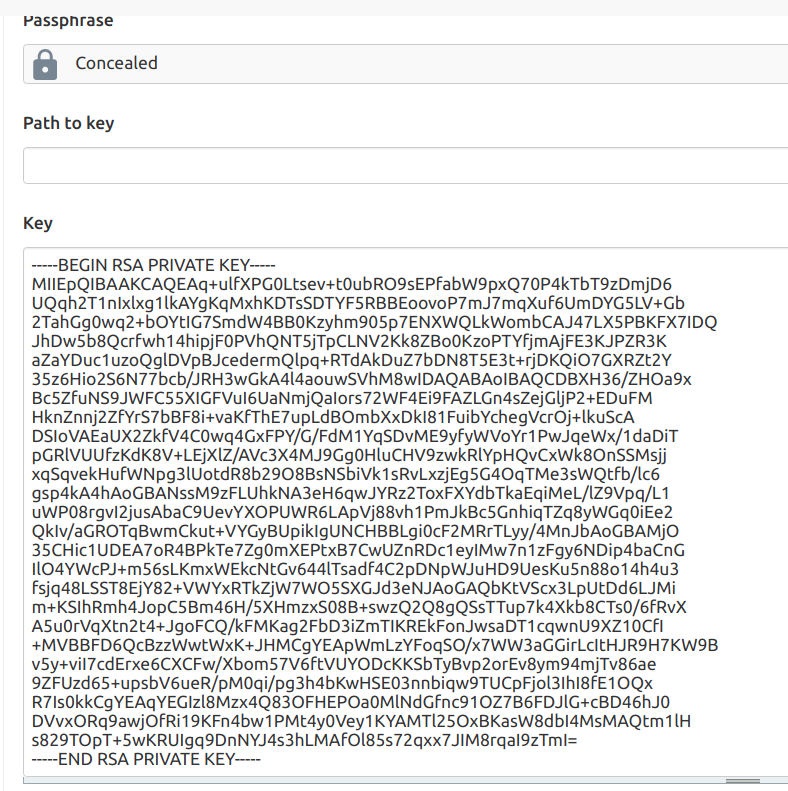 Passphrase
Concealed
Path to key
Key
-----BEGIN RSA PRIVATE KEY-----
MIIEpQIBAAKCAQEAq+ulfXPG0Ltsev+t0ubRO9sEPfabW9pxQ70P4kTbT9zDmjD6
UQqh2T1nIxlxg1lkAYgKqMxhKDTsSDTYF5RBBEoovoP7mJ7mqXuf6UmDYG5LV+Gb
2TahGg0wq2+bOYtIG7SmdW4BB0Kzyhm905p7ENXWQLkWombCAJ47LX5PBKFX7IDQ
JhDw5b8Qcrfwh14hipjF0PVhQNT5jTpCLNV2Kk8ZBo0KzoPTYfjmAjFE3KJPZR3K
aZaYDuc1uzoQglDVpBJcedermQlpq+RTdAkDuZ7bDN8T5E3t+rjDKQiO7GXRZt2Y
35z6Hio2S6N77bcb/JRH3wGkA4l4aouwSVhM8wIDAQABAoIBAQCDBXH36/ZHOa9x
Bc5ZfuNS9JWFC55XIGFVuI6UaNmjQaIors72WF4Ei9FAZLGn4sZejGljP2+EDuFM
HknZnnj2ZfYrS7bBF8i+vaKfThE7upLdBOmbXxDkI81FuibYchegVcrOj+lkuScA
DSIoVAEaUX2ZkfV4C0wq4GxFPY/G/FdM1YqSDvME9yfyWVoYr1PwJqeWx/1daDiT
pGRlVUUfzKdK8V+LEjXlZ/AVc3X4MJ9Gg0HluCHV9zwkRlYpHQvCxWk8OnSSMsjj
xqSqvekHufWNpg3lUotdR8b29O8BsNSbiVk1sRvLxzjEg5G4OqTMe3sWQtfb/lc6
gsp4kA4hAoGBANssM9zFLUhkNA3eH6qwJYRz2ToxFXYdbTkaEqiMeL/lZ9Vpq/L1
uWP08rgvI2jusAbaC9UevYXOPUWR6LApVj88vh1PmJkBc5GnhiqTZq8yWGq0iEe2
QkIv/aGROTqBwmCkut+VYGyBUpikIgUNCHBBLgi0cF2MRrTLyy/4MnJbAoGBAMjO
35CHic1UDEA7oR4BPkTe7Zg0mXEPtxB7CwUZnRDc1eyIMw7n1zFgy6NDip4baCnG
IlO4YWcPJ+m56sLKmxWEkcNtGv644lTsadf4C2pDNpWJuHD9UesKu5n88o14h4u3
fsjq48LSST8EjY82+VWYxRTkZjW7WO5SXGJd3eNJAoGAQbKtVScx3LpUtDd6LJMi
m+KSIhRmh4JopC5Bm46H/5XHmzxS08B+swzQ2Q8gQSsTTup7k4Xkb8CTs0/6fRvX
A5u0rVqXtn2t4+JgoFCQ/kFMKag2FbD3iZmTIKREkFonJwsaDT1cqwnU9XZ10CfI
+MVBBFD6QcBzzWwtWxK+JHMCgYEApWmLzYFoqSO/x7WW3aGGirLcItHJR9H7KW9B
v5y+viI7cdErxe6CXCFw/Xbom57V6ftVUYODcKKSbTyBvp2orEv8ym94mjTv86ae
9ZFUzd65+upsbV6ueR/pM0qi/pg3h4bKwHSE03nnbiqw9TUCpFjol3IhI8fE1OQx
R7Is0kkCgYEAqYEGIzl8Mzx4Q83OFHEPOa0MlNdGfnc91OZ7B6FDJlG+cBD46hJ0
DVvxORq9awjOfRi19KFn4bw1PMt4y0Vey1KYAMTl25OxBKasW8dbI4MsMAQtm1lH
s829TOpT+5wKRUIgq9DnNYJ4s3hLMAfOl85s72qxx7JIM8rqaI9zTmI=
-----END RSA PRIVATE KEY-----